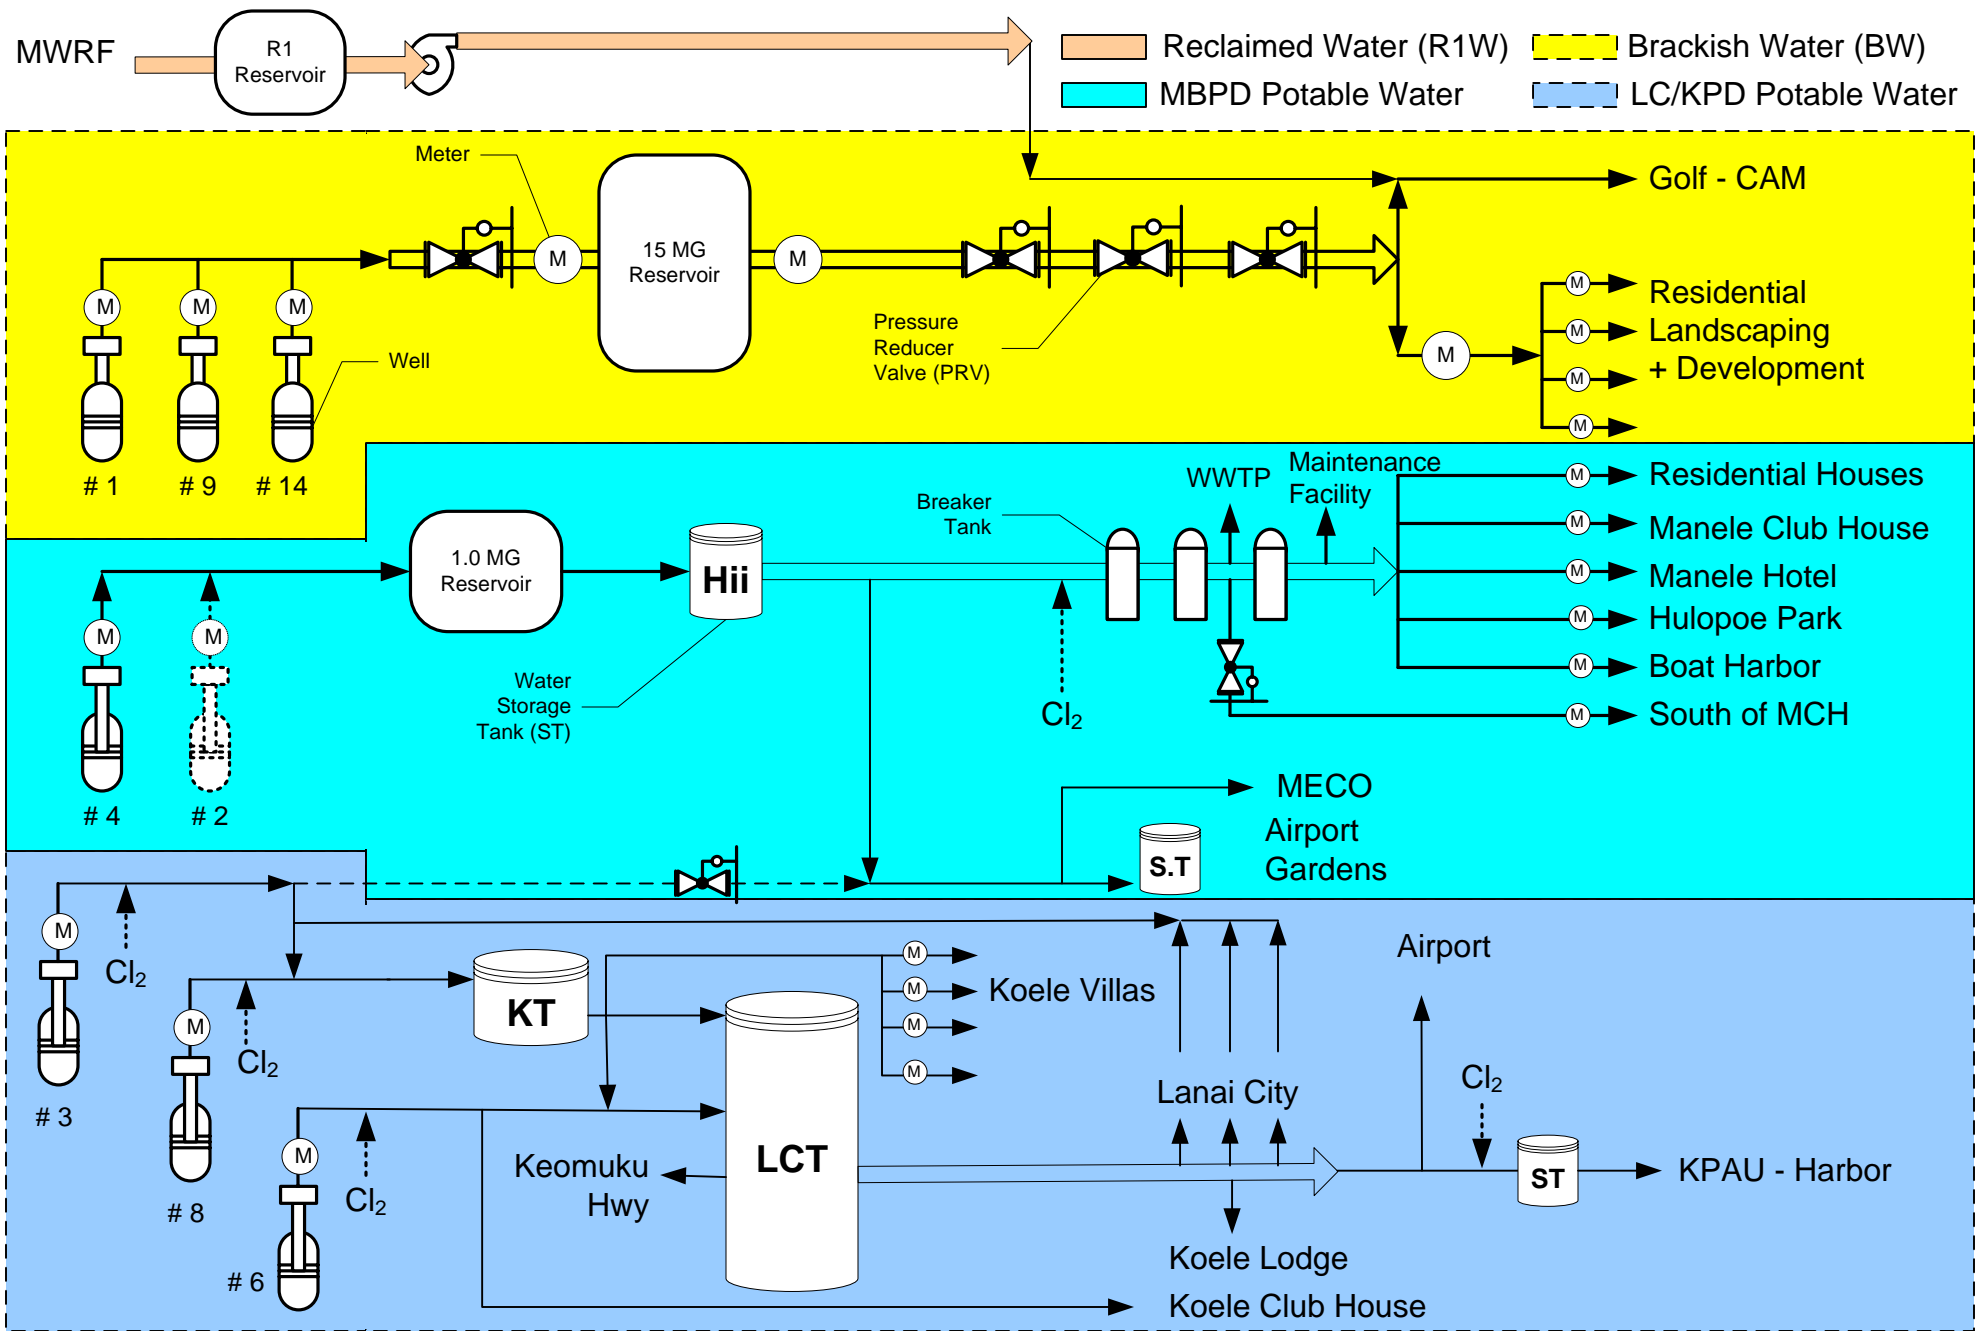 MWRF
R1
Reservoir
Reclaimed Water (R1W)
Brackish Water (BW)
MBPD Potable Water
LC/KPD Potable Water
Meter
M
15 MG
Reservoir
M
Golf - CAM
M
M
M
Well
Pressure
Reducer
Valve (PRV)
M
M
M
M
M
Residential
Landscaping
+ Development
# 1
# 9
# 14
1.0 MG
Reservoir
Hii
Breaker
Tank
WWTP
Maintenance
Facility
M
Residential Houses
M
Manele Club House
M
Manele Hotel
M
Hulopoe Park
M
Boat Harbor
M
South of MCH
M
M
Water
Storage
Tank (ST)
Cl2
# 4
# 2
MECO
Airport
Gardens
S.T
M
Cl2
# 3
M
Cl2
# 8
KT
M
M
M
M
Koele Villas
Airport
Lanai City
Cl2
M
Cl2
# 6
Keomuku
Hwy
LCT
ST
KPAU - Harbor
Koele Lodge
Koele Club House